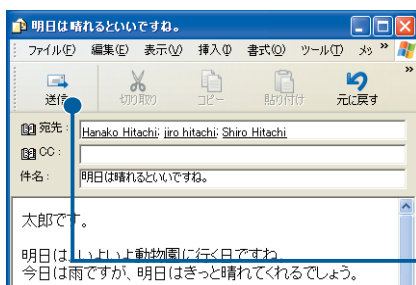 明日は晴れるといいですね。
ファイル(F) 編集(E) 表示(V) 挿入(I) 書式(O) ツール(T) メッ »
送信 切り取り コピー 貼り付け 元に戻す »
宛先: Hanako Hitachi; jiro hitachi; Shiro Hitachi
CC:
件名: 明日は晴れるといいですね。
太郎です。
明日は、いよいよ動物園に行く日ですね。
今日は雨ですが、明日はきっと晴れてくれるでしょう。